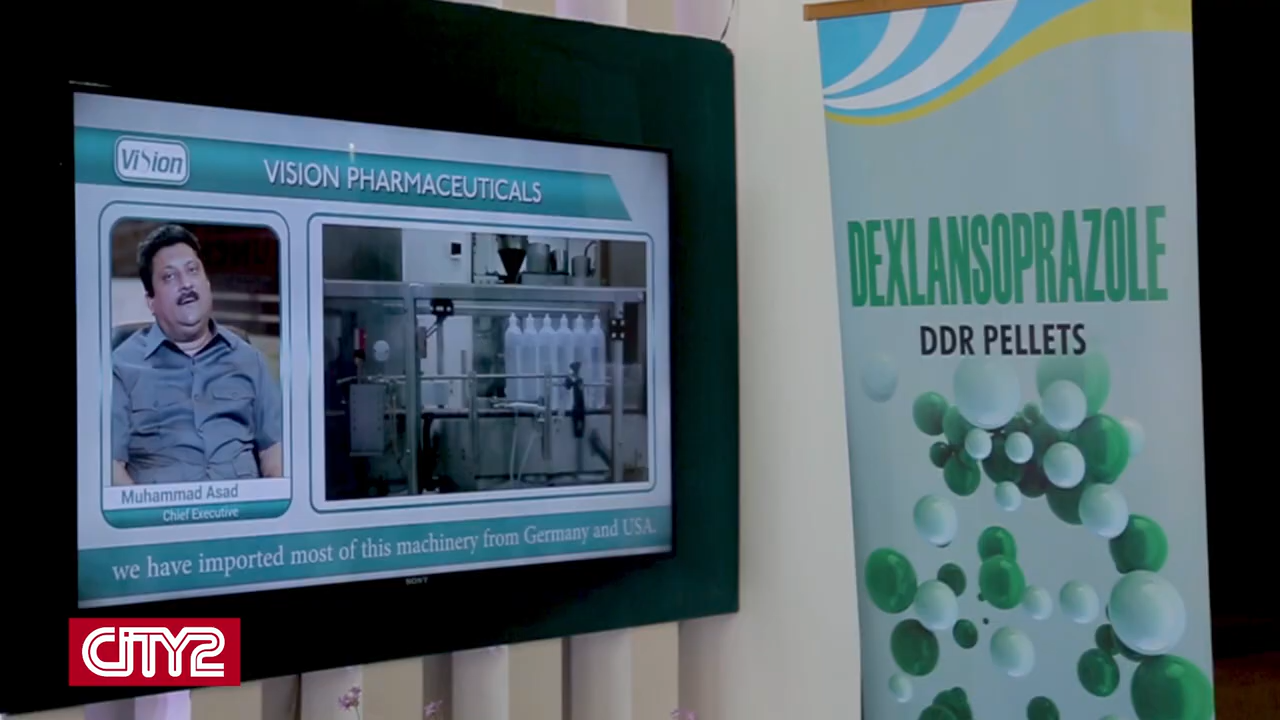 Vision
VISION PHARMACEUTICALS
Muhammad Asad
Chief Executive
we have imported most of this machinery from Germany and USA.
SONY
CITY2
DEXLANSOPRAZOLE
DDR PELLETS